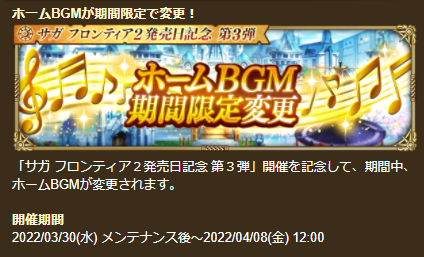 ホームBGMが期間限定で変更！
サガ フロンティア２発売日記念 第３弾
ホームBGM
期間限定変更
「サガ フロンティア２発売日記念 第３弾」開催を記念して、期間中、
ホームBGMが変更されます。
開催期間
2022/03/30(水) メンテナンス後～2022/04/08(金) 12:00